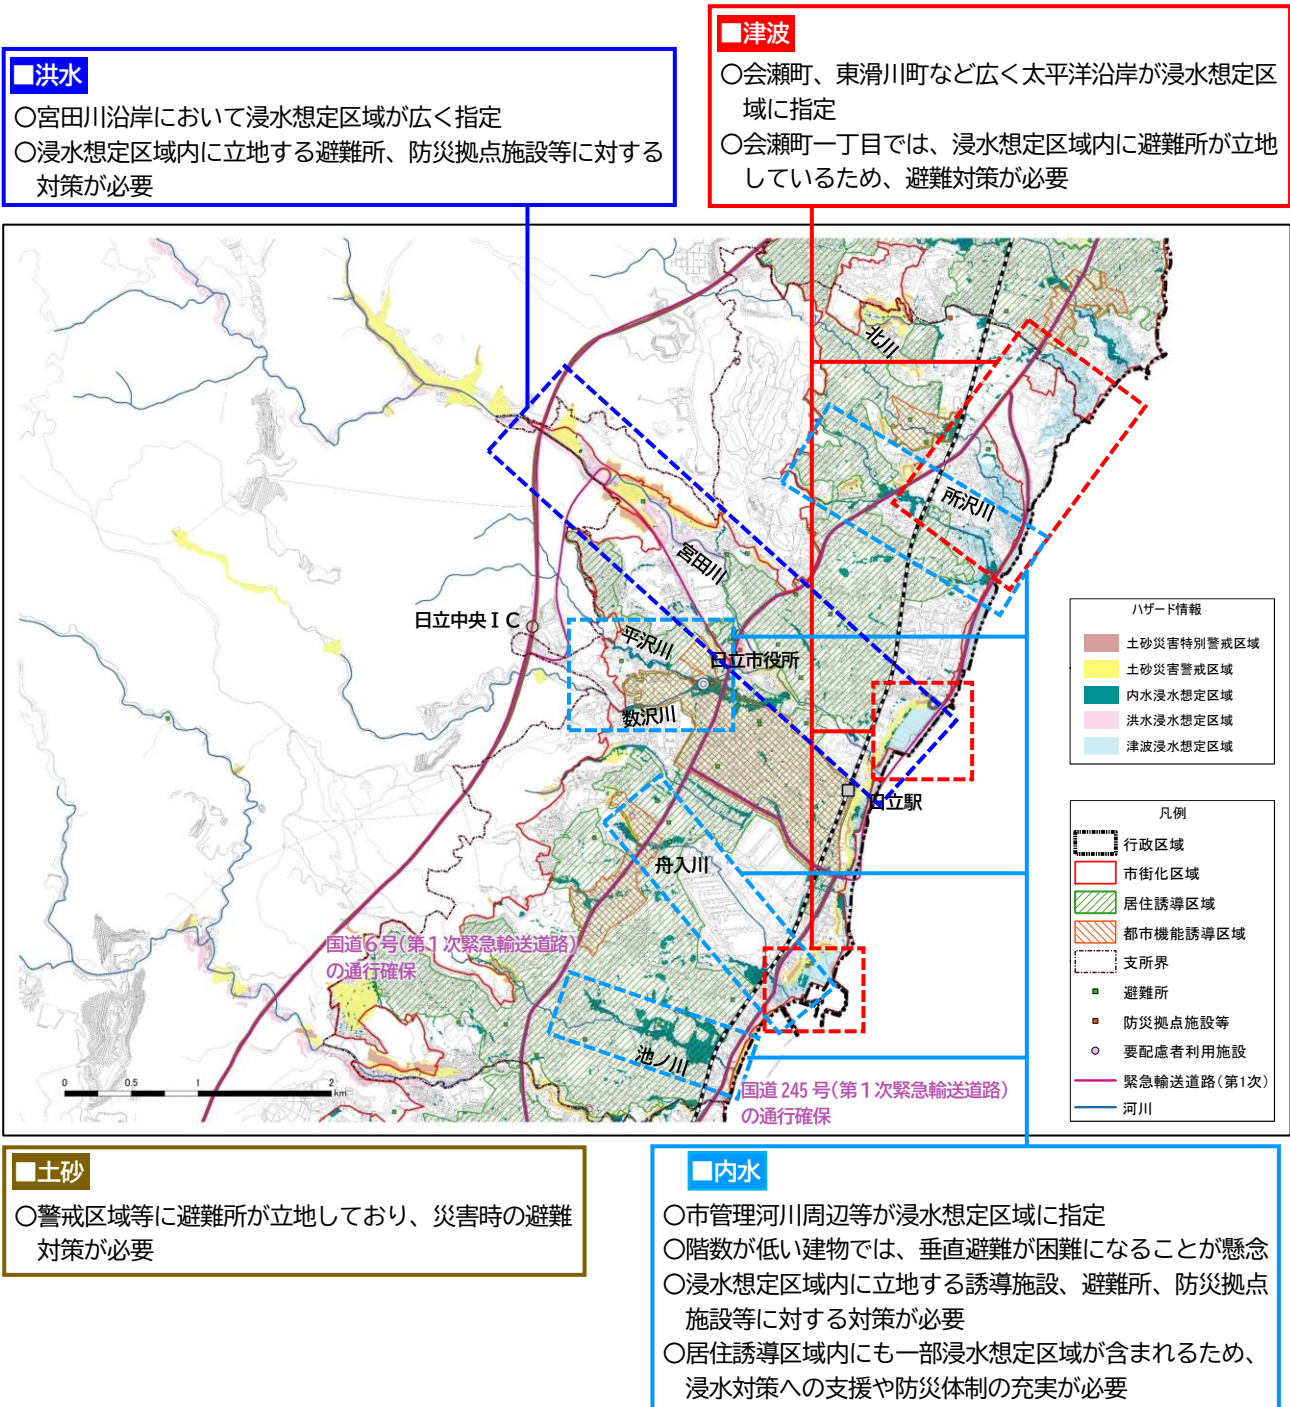 ■洪水
○宮田川沿岸において浸水想定区域が広く指定
○浸水想定区域内に立地する避難所、防災拠点施設等に対する
対策が必要
■津波
○会瀬町、東滑川町など広く太平洋沿岸が浸水想定区
域に指定
○会瀬町一丁目では、浸水想定区域内に避難所が立地
しているため、避難対策が必要
北川
所沢川
宮田川
日立中央ＩＣ
平沢川
日立市役所
数沢川
日立駅
舟入川
国道６号(第１次緊急輸送道路)
の通行確保
池ノ川
国道 245 号(第１次緊急輸送道路)
の通行確保
0 0.5 1 2
km
ハザード情報
土砂災害特別警戒区域
土砂災害警戒区域
内水浸水想定区域
洪水浸水想定区域
津波浸水想定区域
凡例
行政区域
市街化区域
居住誘導区域
都市機能誘導区域
支所界
避難所
防災拠点施設等
要配慮者利用施設
緊急輸送道路(第1次)
河川
■土砂
○警戒区域等に避難所が立地しており、災害時の避難
対策が必要
■内水
○市管理河川周辺等が浸水想定区域に指定
○階数が低い建物では、垂直避難が困難になることが懸念
○浸水想定区域内に立地する誘導施設、避難所、防災拠点
施設等に対する対策が必要
○居住誘導区域内にも一部浸水想定区域が含まれるため、
浸水対策への支援や防災体制の充実が必要